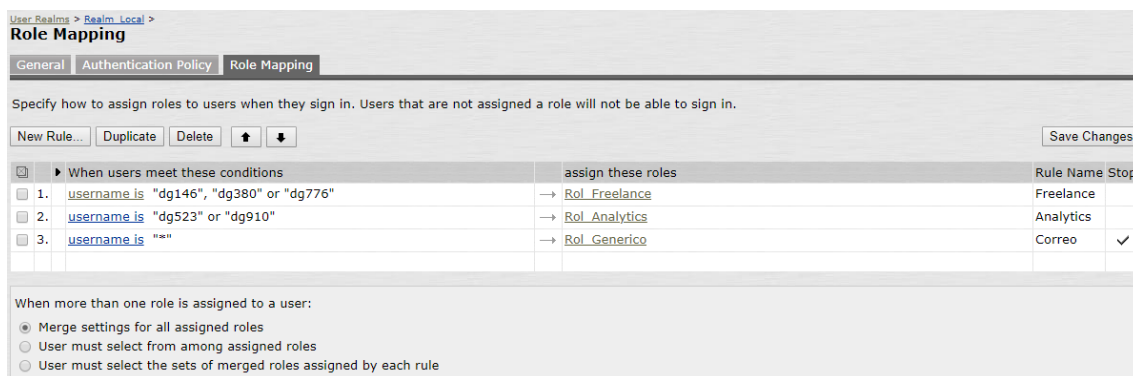 User Realms > Realm_Local >
Role Mapping
General Authentication Policy Role Mapping
Specify how to assign roles to users when they sign in. Users that are not assigned a role will not be able to sign in.
New Rule... Duplicate Delete Save Changes
When users meet these conditions assign these roles Rule Name Stop
1. username is "dg146", "dg380" or "dg776" → Rol_Freelance Freelance
2. username is "dg523" or "dg910" → Rol_Analytics Analytics
3. username is "*" → Rol_Generico Correo ✓
When more than one role is assigned to a user:
Merge settings for all assigned roles
User must select from among assigned roles
User must select the sets of merged roles assigned by each rule